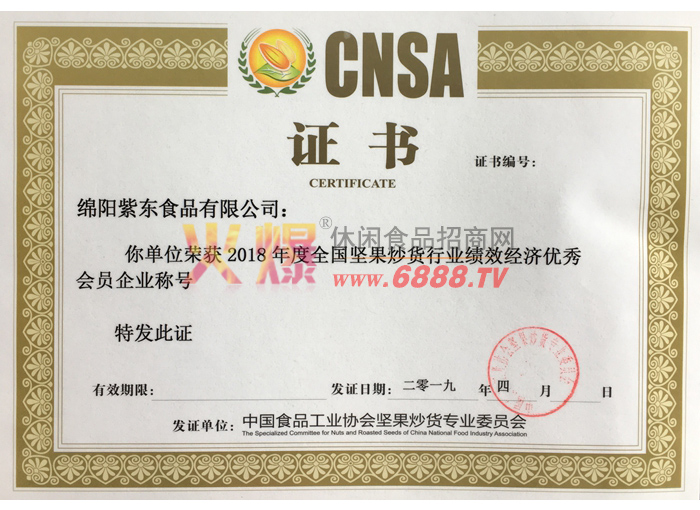 CNSA
证书
证书编号：
CERTIFICATE
绵阳紫东食品有限公司：
你单位荣获2018年度全国坚果炒货行业绩效经济优秀
会员企业称号
火爆®休闲食品招商网
www.6888.TV
特发此证
有效期限： 发证日期：二零一九 年 四 月 日
发证单位：中国食品工业协会坚果炒货专业委员会
The Specialized Committee for Nuts and Roasted Seeds of China National Food Industry Association